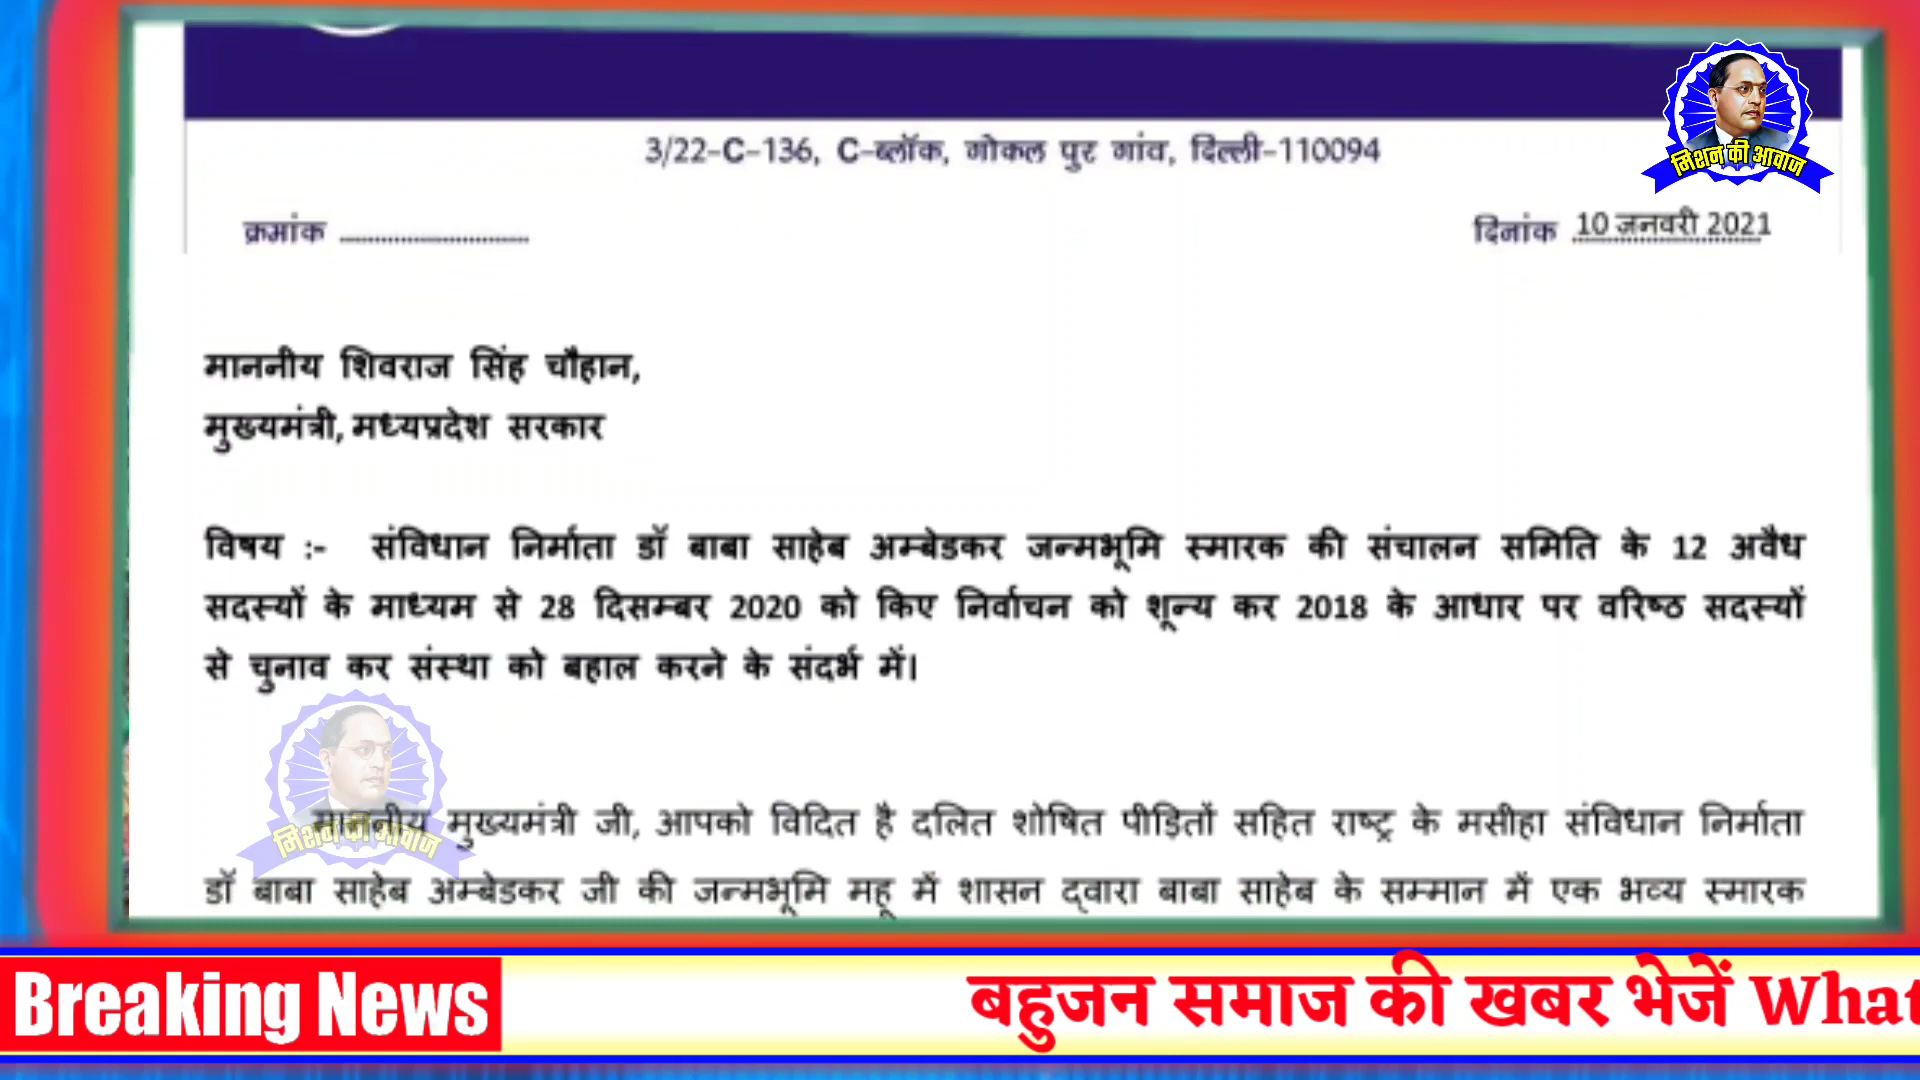 मिशन की आवाज
3/22-C-136, C-ब्लॉक, गोकल पुर गांव, दिल्ली-110094
क्रमांक ............................ दिनांक 10 जनवरी 2021
माननीय शिवराज सिंह चौहान,
मुख्यमंत्री, मध्यप्रदेश सरकार
विषय :- संविधान निर्माता डॉ बाबा साहेब अम्बेडकर जन्मभूमि स्मारक की संचालन समिति के 12 अवैध
सदस्यों के माध्यम से 28 दिसम्बर 2020 को किए निर्वाचन को शून्य कर 2018 के आधार पर वरिष्ठ सदस्यों
से चुनाव कर संस्था को बहाल करने के संदर्भ में।
माननीय मुख्यमंत्री जी, आपको विदित है दलित शोषित पीड़ितों सहित राष्ट्र के मसीहा संविधान निर्माता
मिशन की आवाज
डॉ बाबा साहेब अम्बेडकर जी की जन्मभूमि महू में शासन द्वारा बाबा साहेब के सम्मान में एक भव्य स्मारक
Breaking News बहुजन समाज की खबर भेजें What